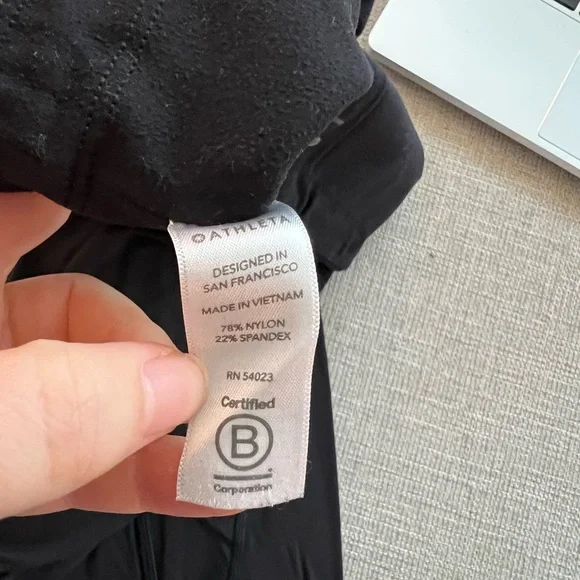 ATHLETA
DESIGNED IN
SAN FRANCISCO
MADE IN VIETNAM
78% NYLON
22% SPANDEX
RN 54023
Certified
B
Corporation